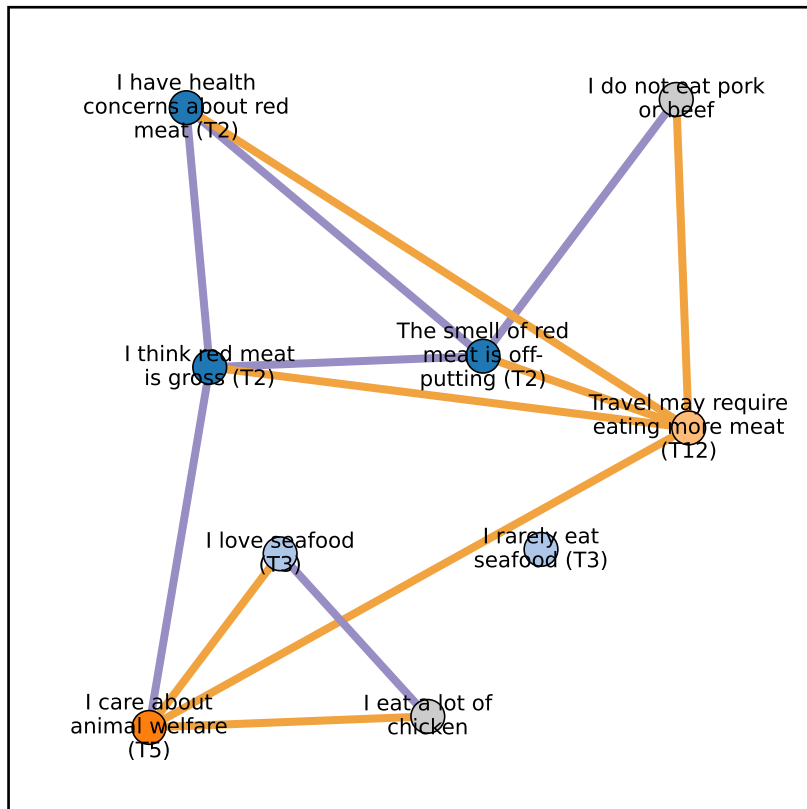 I have health
concerns about red
meat (T2)
I do not eat pork
or beef
The smell of red
meat is off-
putting (T2)
I think red meat
is gross (T2)
Travel may require
eating more meat
(T12)
I love seafood
(T3)
I rarely eat
seafood (T3)
I care about
animal welfare
(T5)
I eat a lot of
chicken